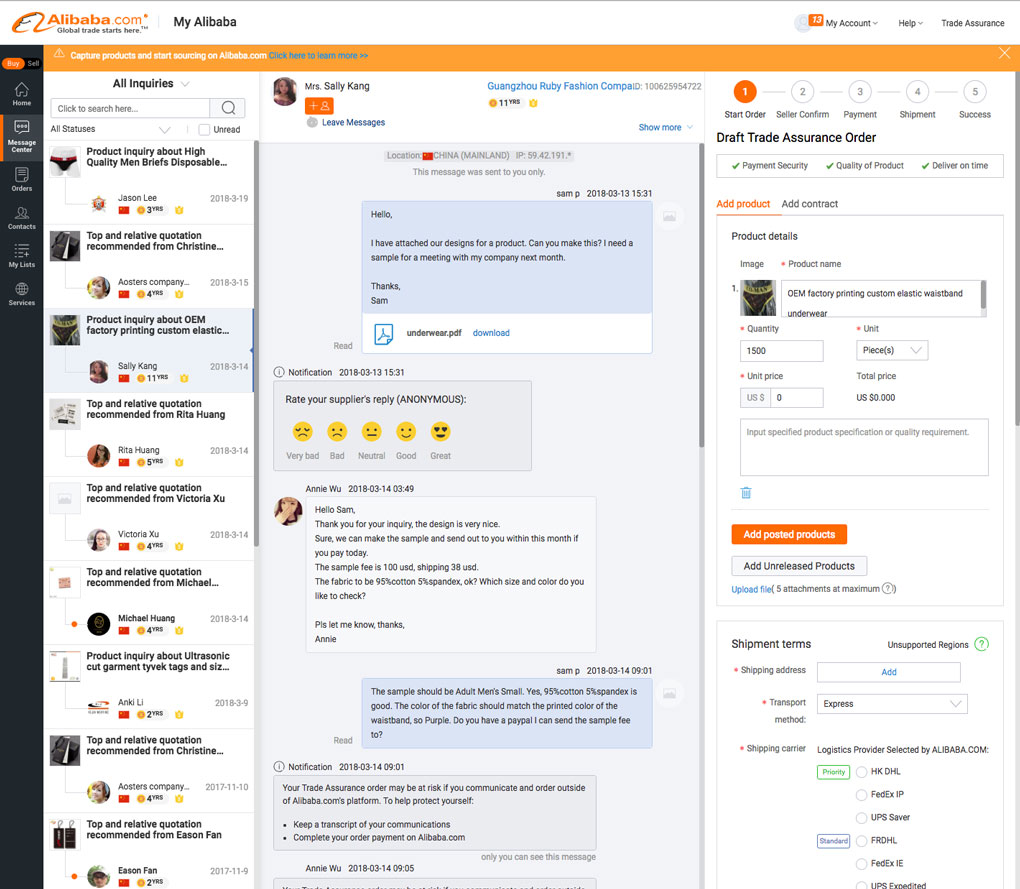 Alibaba.com
Global trade starts here.™
My Alibaba
13
My Account
Help
Trade Assurance
Capture products and start sourcing on Alibaba.com Click here to learn more >>
Buy
Sell
Home
Message
Center
Orders
Contacts
My Lists
Services
All Inquiries
Click to search here...
All Statuses
Unread
Product inquiry about High
Quality Men Briefs Disposable...
Jason Lee
2018-3-19
3YRS
Top and relative quotation
recommended from Christine...
Aosters company...
2018-3-15
4YRS
Product inquiry about OEM
factory printing custom elastic...
Sally Kang
2018-3-14
11YRS
Top and relative quotation
recommended from Rita Huang
Rita Huang
2018-3-14
5YRS
Top and relative quotation
recommended from Victoria Xu
Victoria Xu
2018-3-14
4YRS
Top and relative quotation
recommended from Michael...
Michael Huang
2018-3-14
4YRS
Product inquiry about Ultrasonic
cut garment tyvek tags and siz...
Anki Li
2018-3-9
2YRS
Top and relative quotation
recommended from Christine...
Aosters company...
2017-11-10
4YRS
Top and relative quotation
recommended from Eason Fan
Eason Fan
2017-11-9
2YRS
Mrs. Sally Kang
Leave Messages
Guangzhou Ruby Fashion CompaID: 100625954722
11YRS
Show more
Location: CHINA (MAINLAND) IP: 59.42.191.*
This message was sent to you only.
sam p 2018-03-13 15:31
Hello,
I have attached our designs for a product. Can you make this? I need a
sample for a meeting with my company next month.
Thanks,
Sam
underwear.pdf download
Read
Notification 2018-03-13 15:31
Rate your supplier's reply (ANONYMOUS):
Very bad
Bad
Neutral
Good
Great
Annie Wu 2018-03-14 03:49
Hello Sam,
Thank you for your inquiry, the design is very nice.
Sure, we can make the sample and send out to you within this month if
you pay today.
The sample fee is 100 usd, shipping 38 usd.
The fabric to be 95%cotton 5%spandex, ok? Which size and color do you
like to check?
Pls let me know, thanks,
Annie
sam p 2018-03-14 09:01
The sample should be Adult Men's Small. Yes, 95%cotton 5%spandex is
good. The color of the fabric should match the printed color of the
waistband, so Purple. Do you have a paypal I can send the sample fee
to?
Read
Notification 2018-03-14 09:01
Your Trade Assurance order may be at risk if you communicate and order outside
of Alibaba.com's platform. To help protect yourself:
• Keep a transcript of your communications
• Complete your order payment on Alibaba.com
only you can see this message
Annie Wu 2018-03-14 09:05
Your Trade Assurance order may be at risk if you communicate and order outside
1
2
3
4
5
Start Order
Seller Confirm
Payment
Shipment
Success
Draft Trade Assurance Order
Payment Security
Quality of Product
Deliver on time
Add product
Add contract
Product details
Image
* Product name
1.
OEM factory printing custom elastic waistband
underwear
* Quantity
* Unit
1500
Piece(s)
* Unit price
Total price
US $
0
US $0.000
Input specified product specification or quality requirement.
Add posted products
Add Unreleased Products
Upload file( 5 attachments at maximum ?)
Shipment terms
Unsupported Regions ?
* Shipping address
Add
* Transport
method:
Express
* Shipping carrier
Logistics Provider Selected by ALIBABA.COM:
Priority
HK DHL
FedEx IP
UPS Saver
Standard
FRDHL
FedEx IE
UPS Expedited